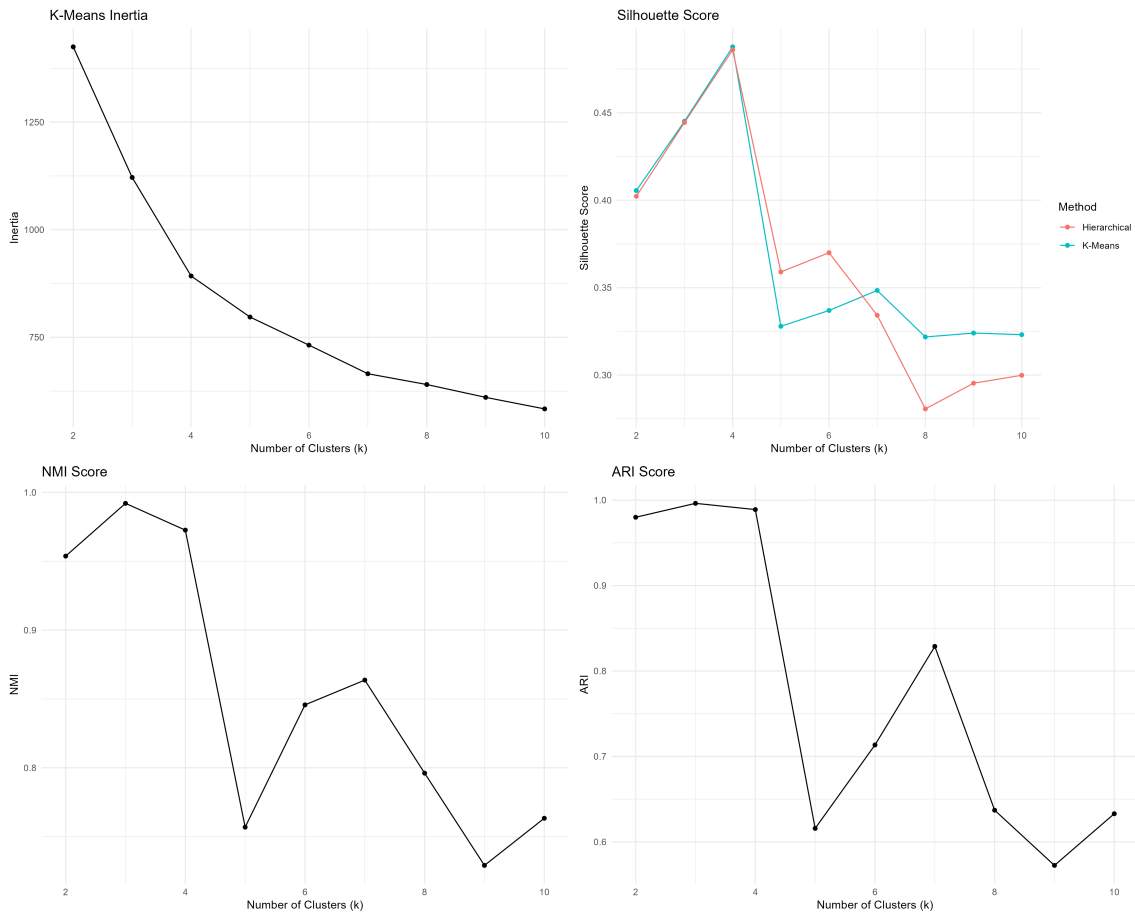 K-Means Inertia
Inertia
1250
1000
750
2 4 6 8 10
Number of Clusters (k)
Silhouette Score
Silhouette Score
0.45
0.40
0.35
0.30
2 4 6 8 10
Number of Clusters (k)
Method
Hierarchical
K-Means
NMI Score
NMI
1.0
0.9
0.8
2 4 6 8 10
Number of Clusters (k)
ARI Score
ARI
1.0
0.9
0.8
0.7
0.6
2 4 6 8 10
Number of Clusters (k)